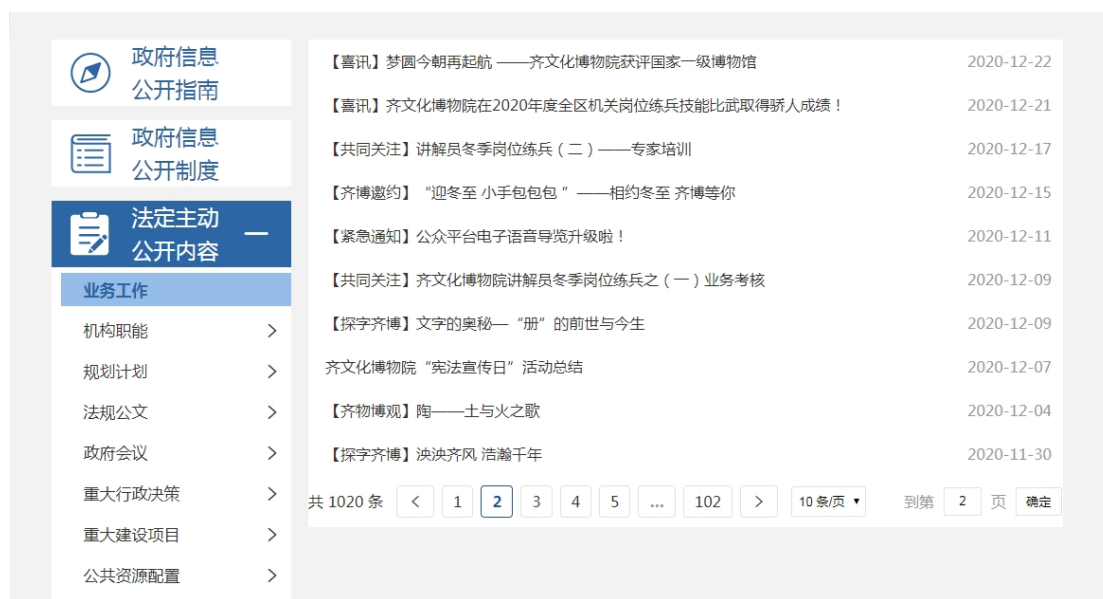 政府信息
公开指南
政府信息
公开制度
法定主动
公开内容
业务工作
机构职能
规划计划
法规公文
政府会议
重大行政决策
重大建设项目
公共资源配置
【喜讯】梦圆今朝再起航 ——齐文化博物院获评国家一级博物馆 2020-12-22
【喜讯】齐文化博物院在2020年度全区机关岗位练兵技能比武取得骄人成绩！ 2020-12-21
【共同关注】讲解员冬季岗位练兵（二）——专家培训 2020-12-17
【齐博邀约】“迎冬至 小手包包包 ”——相约冬至 齐博等你 2020-12-15
【紧急通知】公众平台电子语音导览升级啦！ 2020-12-11
【共同关注】齐文化博物院讲解员冬季岗位练兵之（一）业务考核 2020-12-09
【探字齐博】文字的奥秘—“册”的前世与今生 2020-12-09
齐文化博物院“宪法宣传日”活动总结 2020-12-07
【齐物博观】陶——土与火之歌 2020-12-04
【探字齐博】泱泱齐风 浩瀚千年 2020-11-30
共 1020 条 < 1 2 3 4 5 ... 102 > 10 条/页 到第 2 页 确定